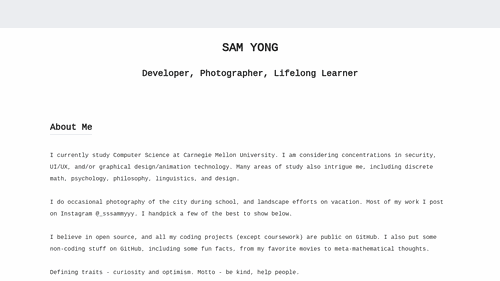 SAM YONG
Developer, Photographer, Lifelong Learner
About Me
I currently study Computer Science at Carnegie Mellon University. I am considering concentrations in security,
UI/UX, and/or graphical design/animation technology. Many areas of study also intrigue me, including discrete
math, psychology, philosophy, linguistics, and design.
I do occasional photography of the city during school, and landscape efforts on vacation. Most of my work I post
on Instagram @_sssammyyy. I handpick a few of the best to show below.
I believe in open source, and all my coding projects (except coursework) are public on GitHub. I also put some
non-coding stuff on GitHub, including some fun facts, from my favorite movies to meta-mathematical thoughts.
Defining traits - curiosity and optimism. Motto - be kind, help people.